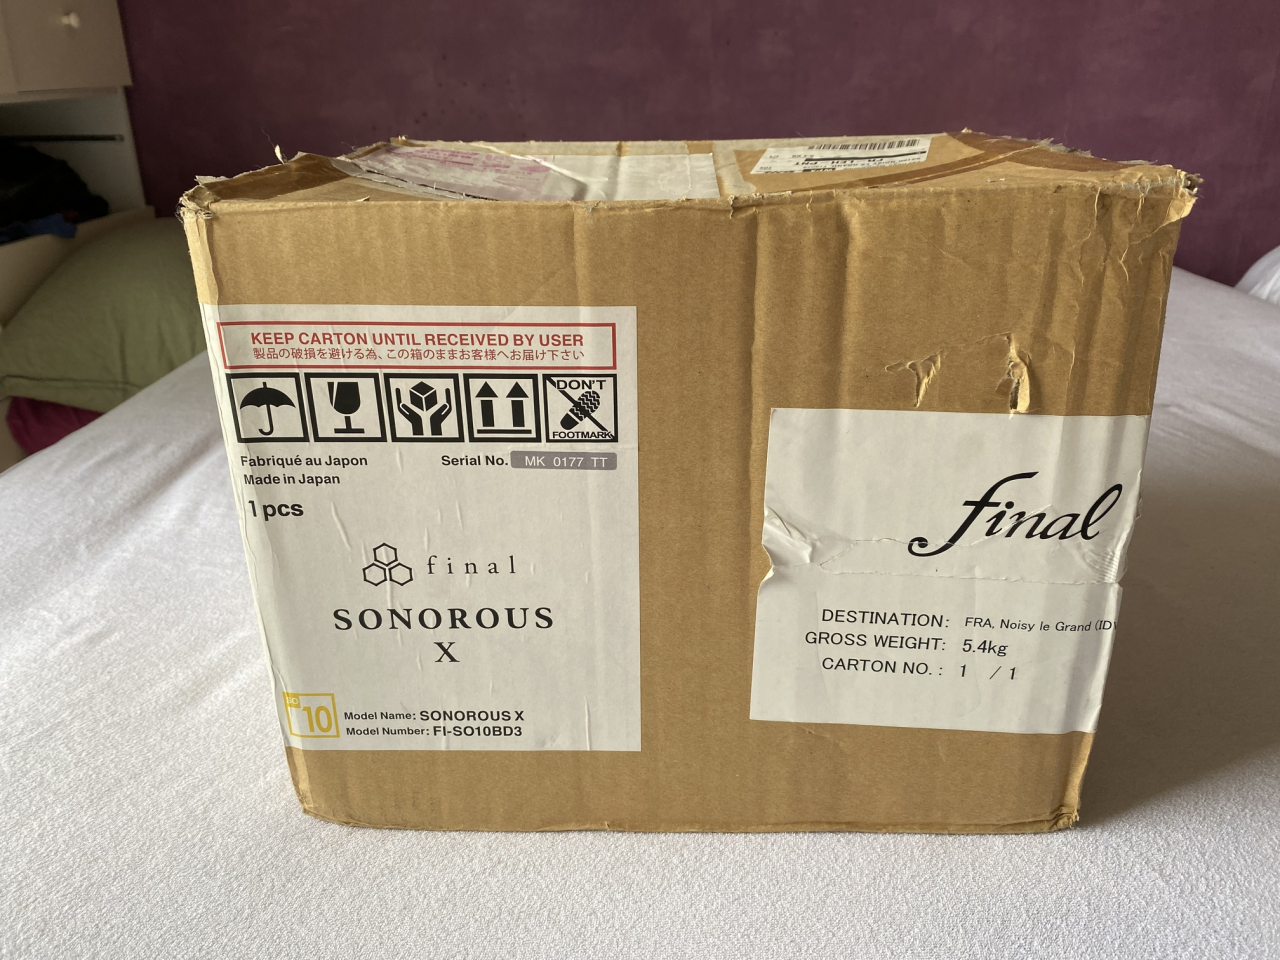 KEEP CARTON UNTIL RECEIVED BY USER
製品の破損を避ける為、この箱のままお客様へお届け下さい
DON'T
FOOTMARK
Fabriqué au Japon
Made in Japan
Serial No. MK 0177 TT
1 pcs
final
SONOROUS
X
10
Model Name: SONOROUS X
Model Number: FI-SO10BD3
final
DESTINATION: FRA, Noisy le Grand (ID
GROSS WEIGHT: 5.4kg
CARTON NO. : 1 / 1